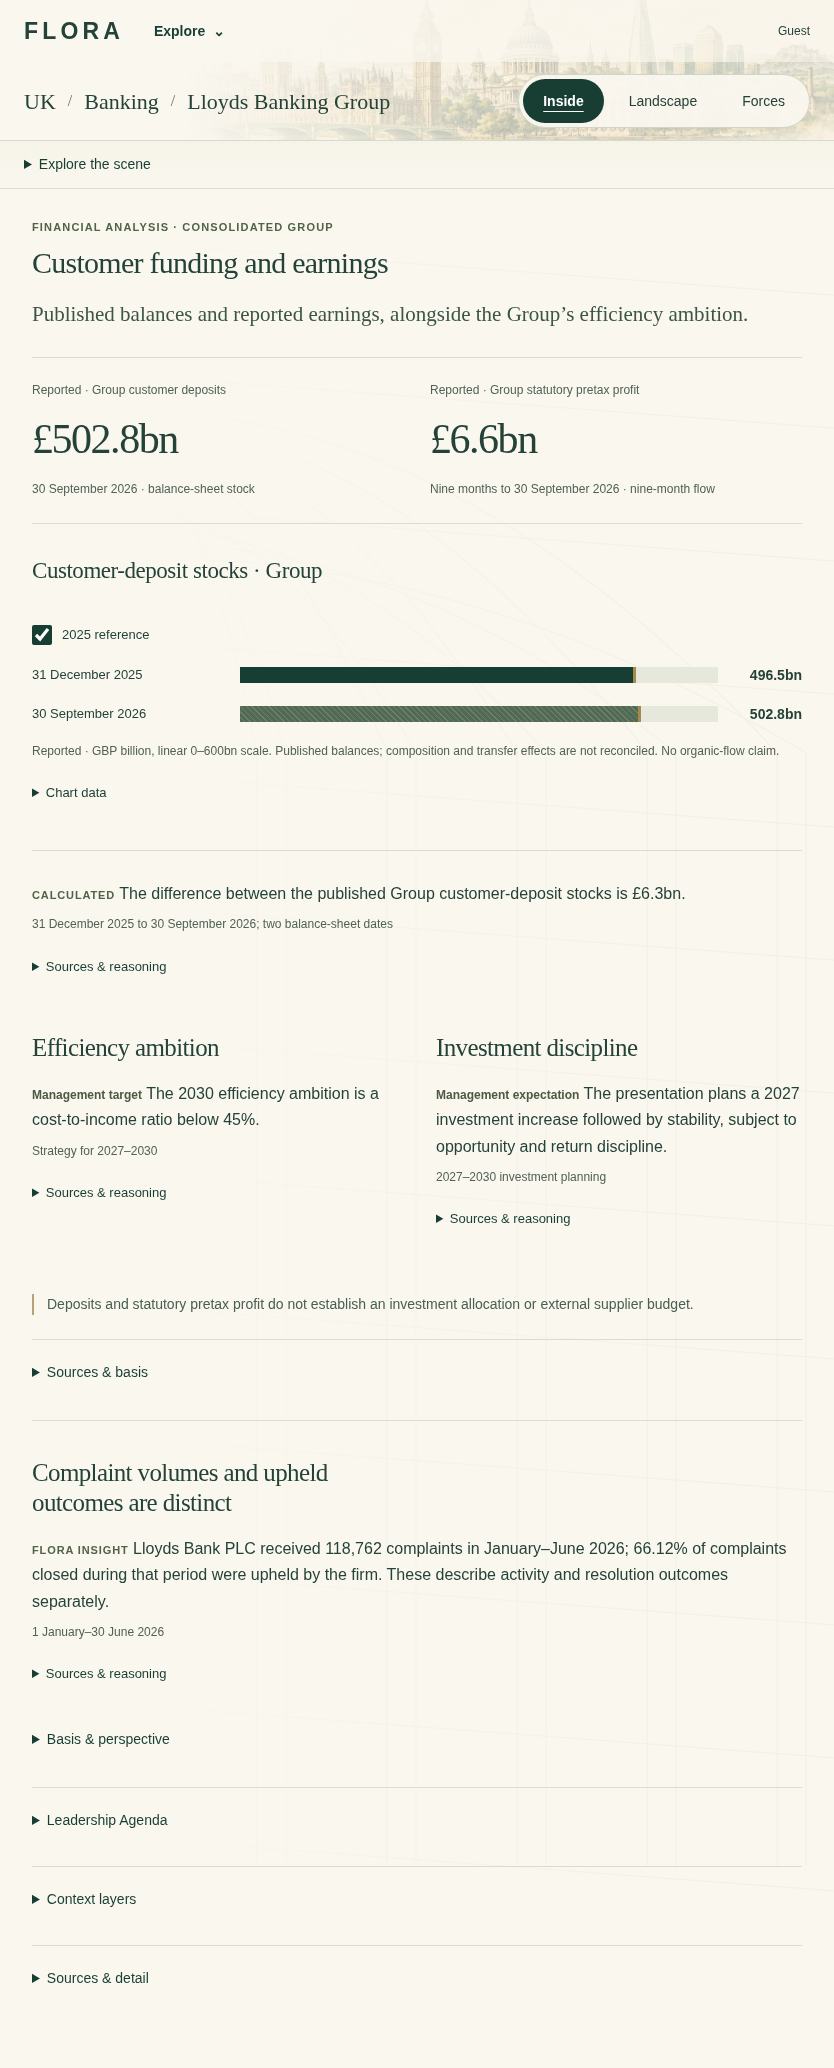 FLORA
Explore
Guest
UK / Banking / Lloyds Banking Group
Inside
Landscape
Forces
Explore the scene
FINANCIAL ANALYSIS · CONSOLIDATED GROUP
Customer funding and earnings
Published balances and reported earnings, alongside the Group’s efficiency ambition.
Reported · Group customer deposits
£502.8bn
30 September 2026 · balance-sheet stock
Reported · Group statutory pretax profit
£6.6bn
Nine months to 30 September 2026 · nine-month flow
Customer-deposit stocks · Group
2025 reference
31 December 2025
496.5bn
30 September 2026
502.8bn
Reported · GBP billion, linear 0–600bn scale. Published balances; composition and transfer effects are not reconciled. No organic-flow claim.
Chart data
CALCULATED The difference between the published Group customer-deposit stocks is £6.3bn.
31 December 2025 to 30 September 2026; two balance-sheet dates
Sources & reasoning
Efficiency ambition
Management target The 2030 efficiency ambition is a
cost-to-income ratio below 45%.
Strategy for 2027–2030
Sources & reasoning
Investment discipline
Management expectation The presentation plans a 2027
investment increase followed by stability, subject to
opportunity and return discipline.
2027–2030 investment planning
Sources & reasoning
Deposits and statutory pretax profit do not establish an investment allocation or external supplier budget.
Sources & basis
Complaint volumes and upheld
outcomes are distinct
FLORA INSIGHT Lloyds Bank PLC received 118,762 complaints in January–June 2026; 66.12% of complaints
closed during that period were upheld by the firm. These describe activity and resolution outcomes
separately.
1 January–30 June 2026
Sources & reasoning
Basis & perspective
Leadership Agenda
Context layers
Sources & detail